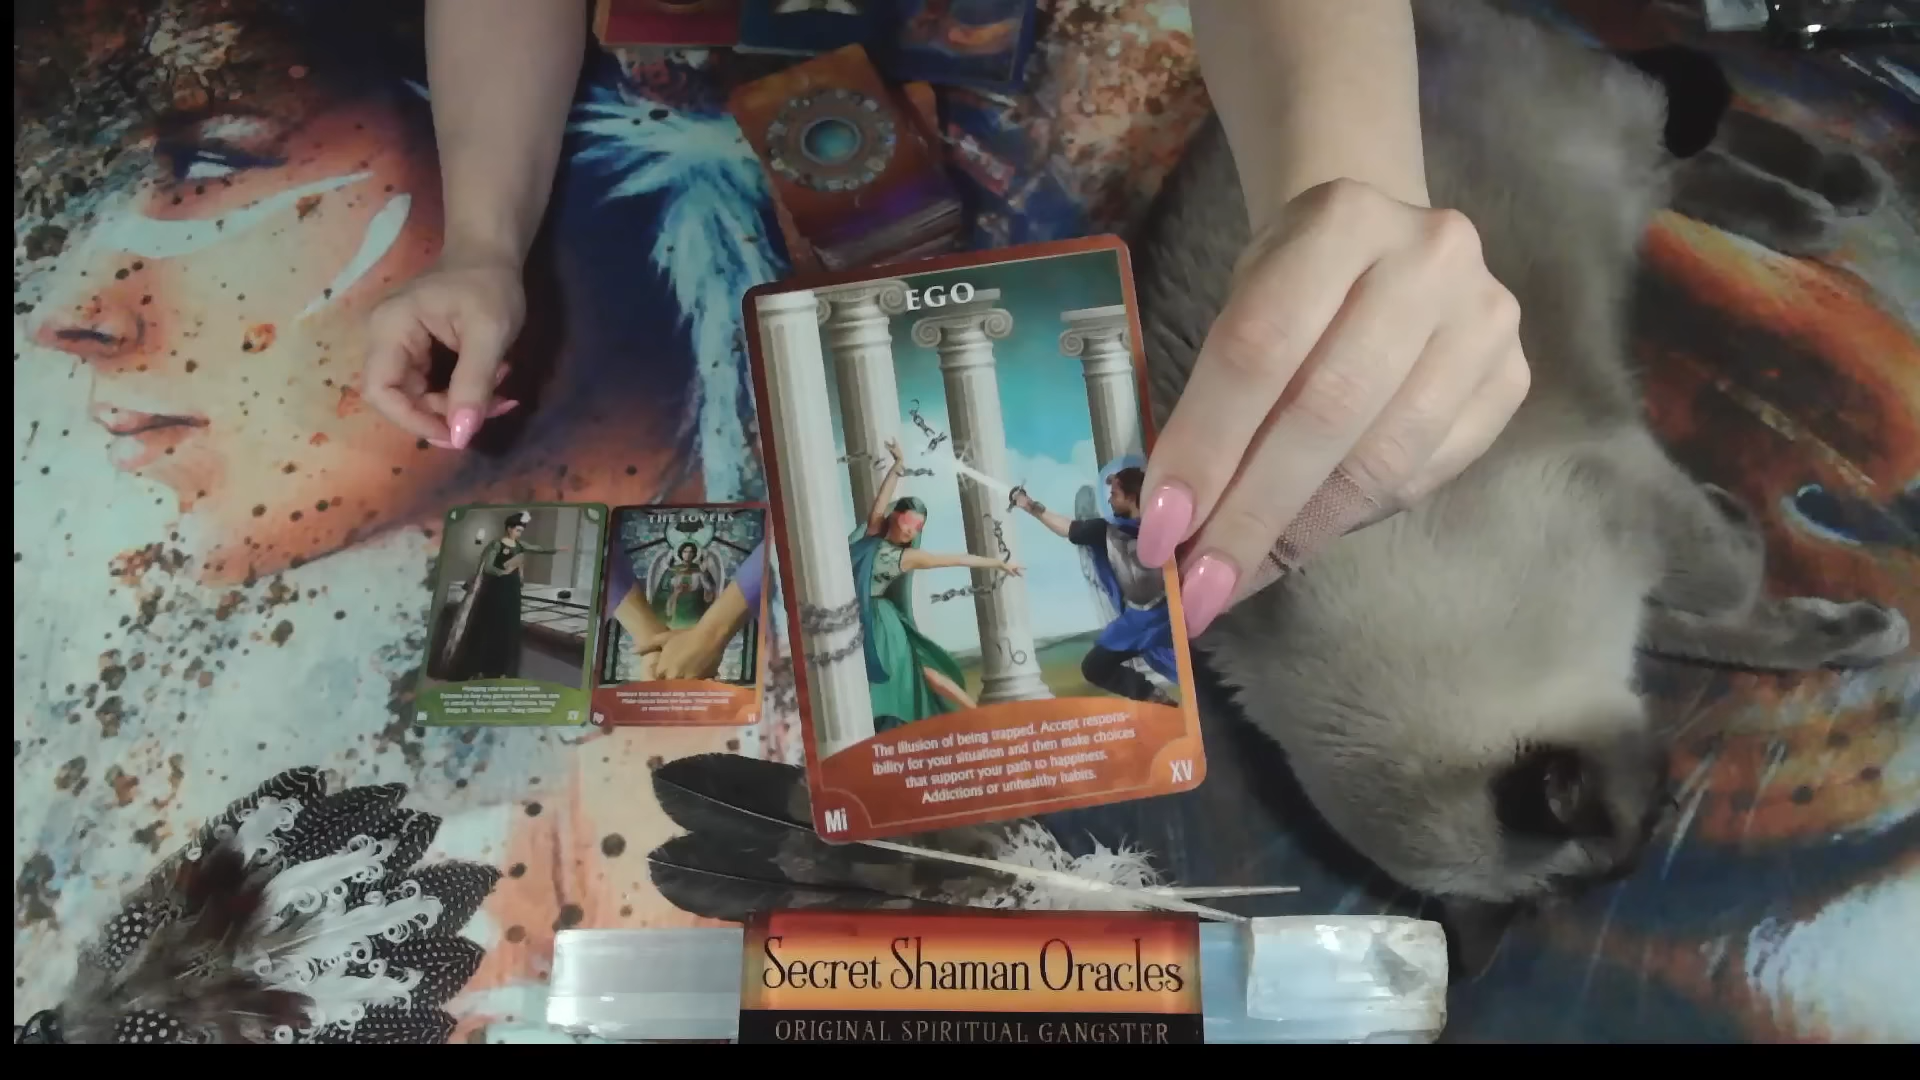 EGO
The illusion of being trapped. Accept respons-
ibility for your situation and then make choices
that support your path to happiness.
Addictions or unhealthy habits.
Mi
XV
THE LOVERS
VI
Secret Shaman Oracles
ORIGINAL SPIRITUAL GANGSTER